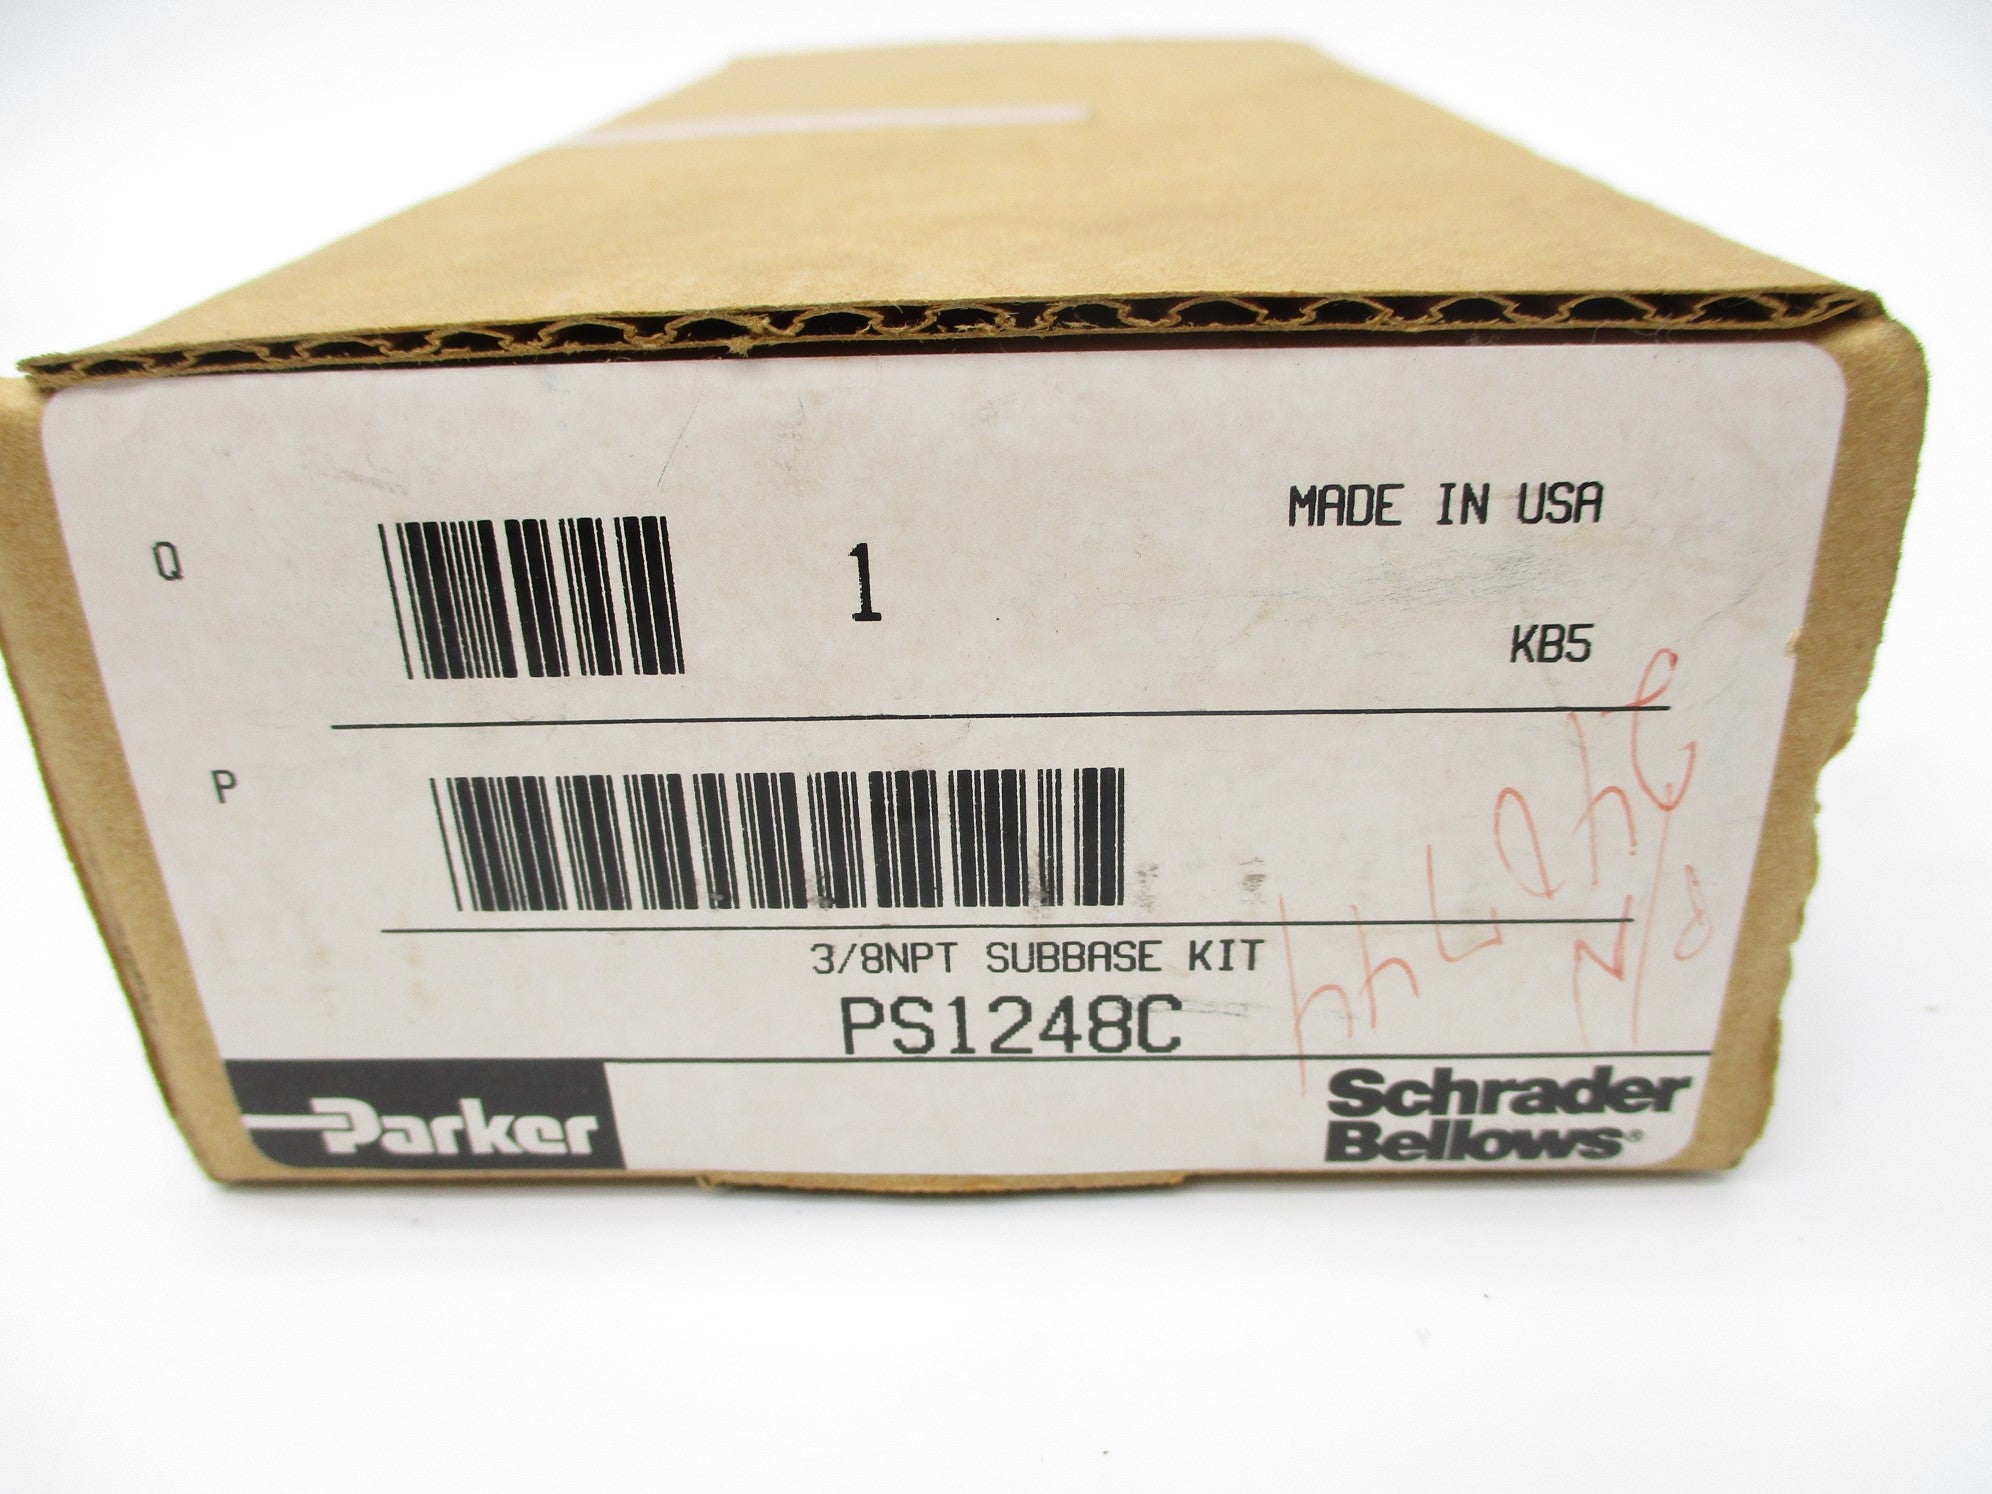 Q 1 MADE IN USA
KB5
P
3/8NPT SUBBASE KIT
PS1248C
Parker
Schrader
Bellows®